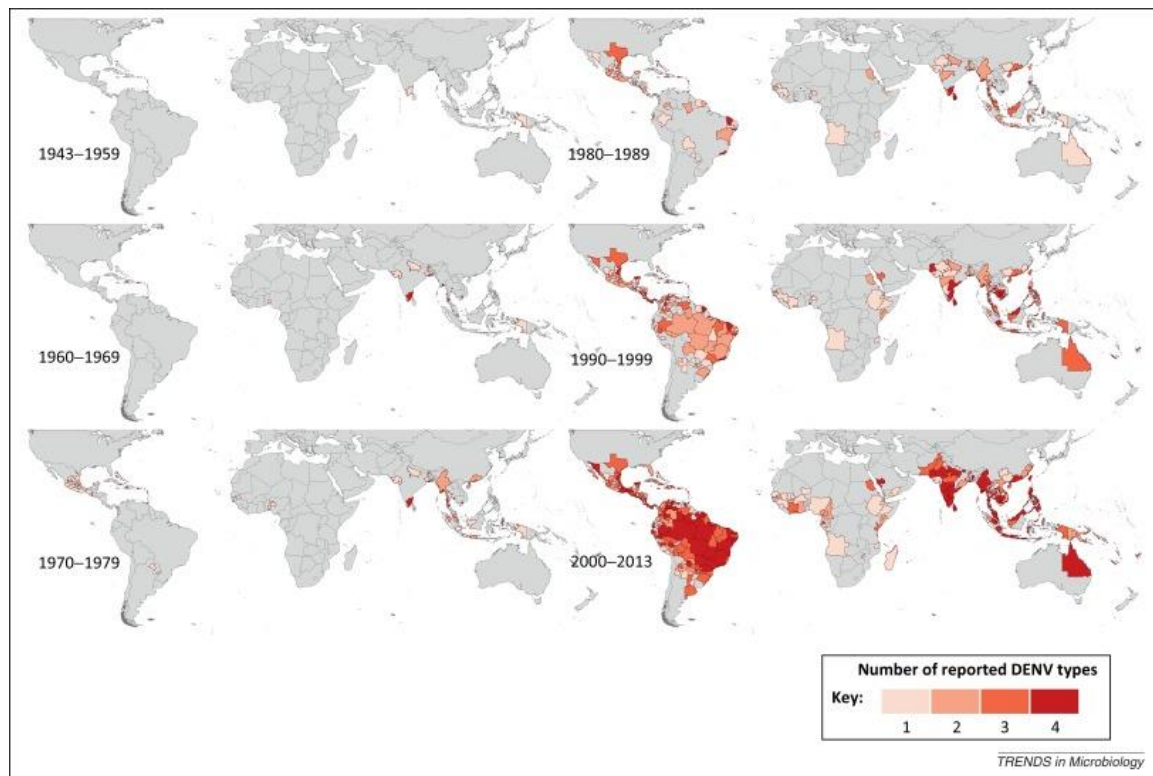 1943–1959
1980–1989
1960–1969
1990–1999
1970–1979
2000–2013
Number of reported DENV types
Key:
1 2 3 4
TRENDS in Microbiology